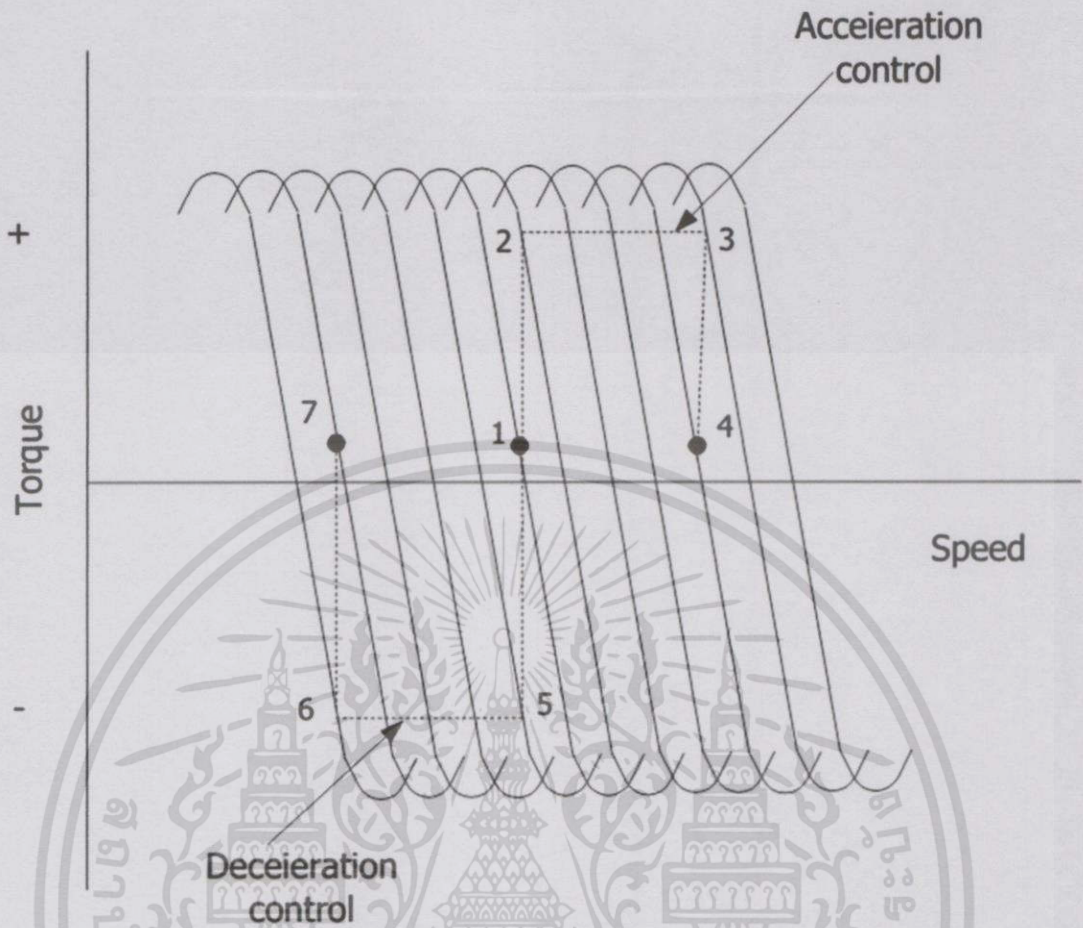 Acceieration
control
+
2
3
7
1
4
Torque
Speed
-
6
5
Deceieration
control